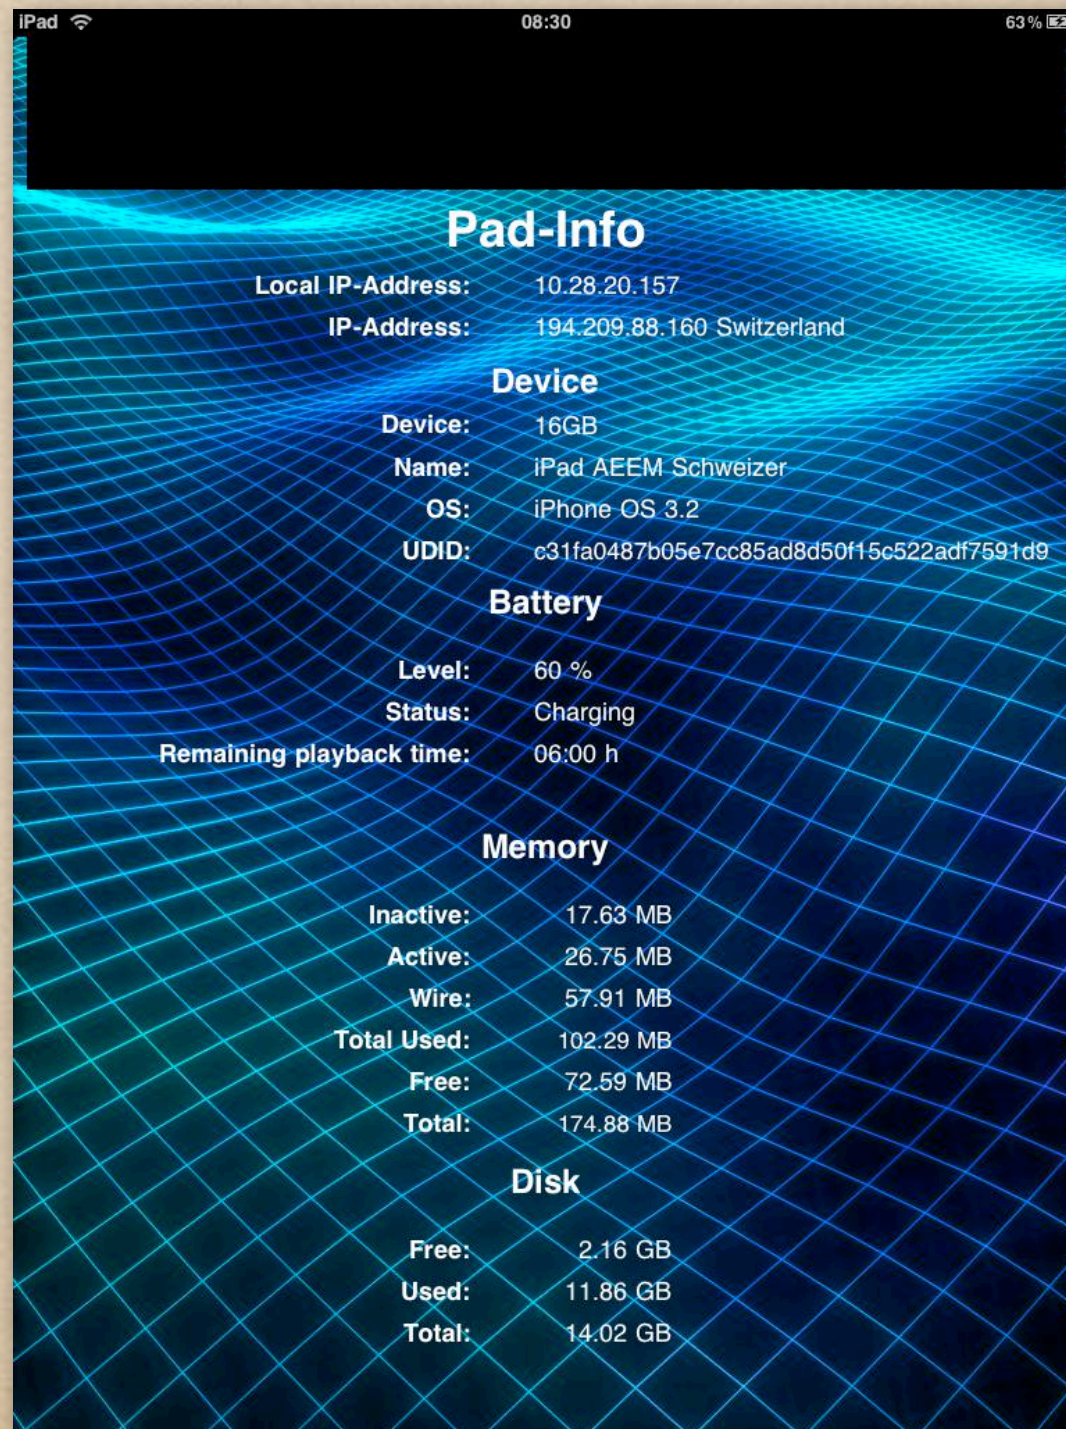 iPad 08:30 63%
Pad-Info
Local IP-Address: 10.28.20.157
IP-Address: 194.209.88.160 Switzerland
Device
Device: 16GB
Name: iPad AEEM Schweizer
OS: iPhone OS 3.2
UDID: c31fa0487b05e7cc85ad8d50f15c522adf7591d9
Battery
Level: 60 %
Status: Charging
Remaining playback time: 06:00 h
Memory
Inactive: 17.63 MB
Active: 26.75 MB
Wire: 57.91 MB
Total Used: 102.29 MB
Free: 72.59 MB
Total: 174.88 MB
Disk
Free: 2.16 GB
Used: 11.86 GB
Total: 14.02 GB